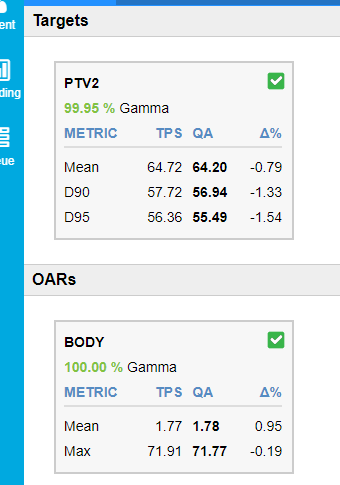 Targets
ent
ding
eue
PTV2
99.95 % Gamma
METRIC TPS QA Δ%
Mean 64.72 64.20 -0.79
D90 57.72 56.94 -1.33
D95 56.36 55.49 -1.54
OARs
BODY
100.00 % Gamma
METRIC TPS QA Δ%
Mean 1.77 1.78 0.95
Max 71.91 71.77 -0.19